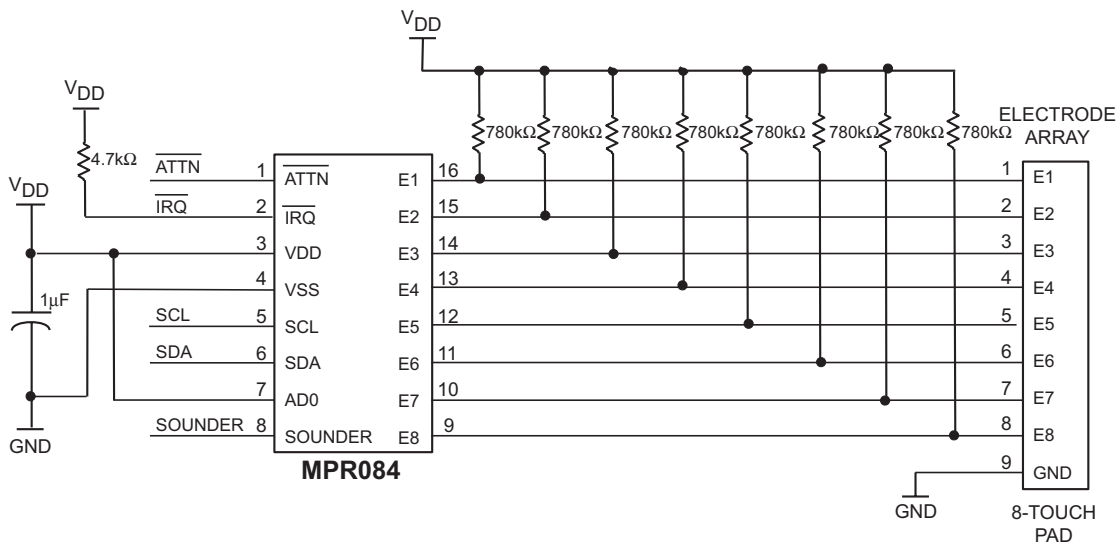 VDD
VDD
4.7kΩ
VDD
1μF
GND
780kΩ
780kΩ
780kΩ
780kΩ
780kΩ
780kΩ
780kΩ
780kΩ
ATTN
IRQ
SCL
SDA
SOUNDER
1 ATTN E1 16
2 IRQ E2 15
3 VDD E3 14
4 VSS E4 13
5 SCL E5 12
6 SDA E6 11
7 AD0 E7 10
8 SOUNDER E8 9
MPR084
ELECTRODE
ARRAY
1 E1
2 E2
3 E3
4 E4
5 E5
6 E6
7 E7
8 E8
9 GND
GND
8-TOUCH
PAD